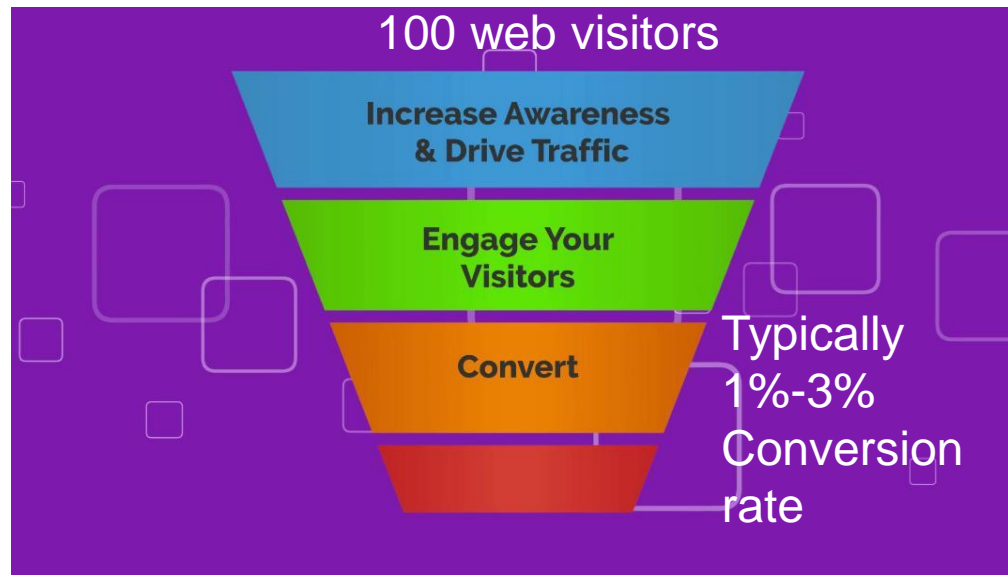 100 web visitors
Increase Awareness
& Drive Traffic
Engage Your
Visitors
Convert
Typically
1%-3%
Conversion
rate